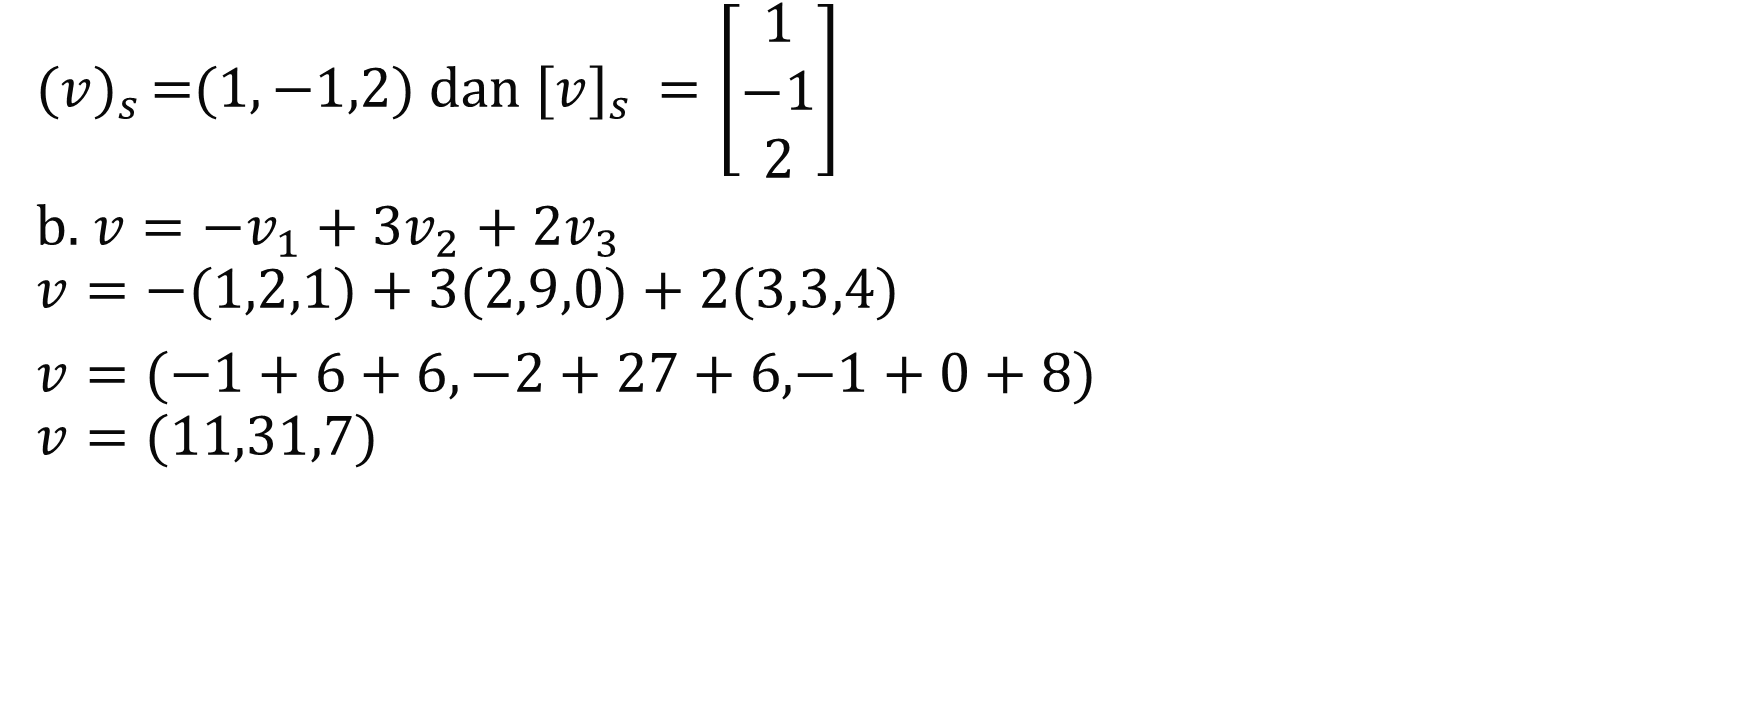 (v)ₛ =(1, −1,2) dan [v]ₛ = [1 −1 2]
b. v = −v₁ + 3v₂ + 2v₃
v = −(1,2,1) + 3(2,9,0) + 2(3,3,4)
v = (−1 + 6 + 6, −2 + 27 + 6,−1 + 0 + 8)
v = (11,31,7)